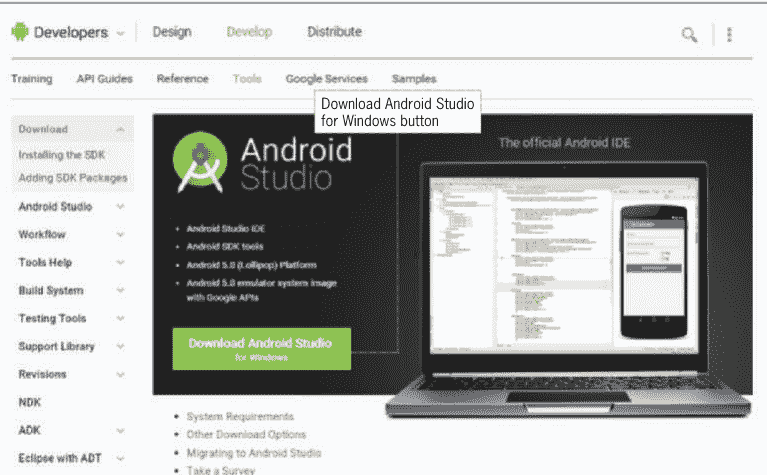 Developers
Design
Develop
Distribute
Training
API Guides
Reference
Tools
Google Services
Samples
Download Android Studio
for Windows button
Download
Installing the SDK
Adding SDK Packages
Android Studio
Workflow
Tools Help
Build System
Testing Tools
Support Library
Revisions
NDK
ADK
Eclipse with ADT
Android
Studio
The official Android IDE
• Android Studio IDE
• Android SDK tools
• Android 5.0 (Lollipop) Platform
• Android 5.0 emulator system image
with Google APIs
Download Android Studio
for Windows
• System Requirements
• Other Download Options
• Migrating to Android Studio
• Take a Survey